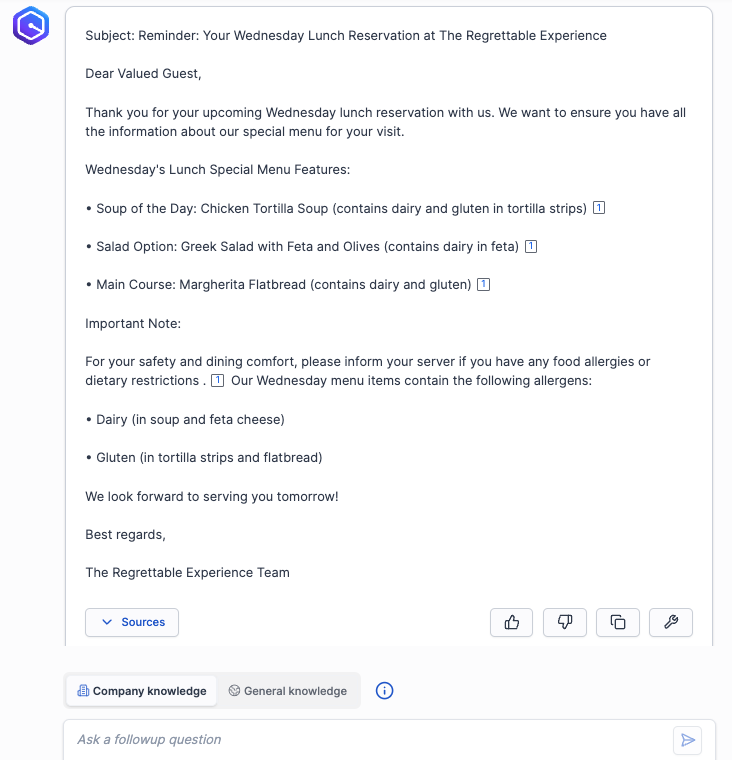 Subject: Reminder: Your Wednesday Lunch Reservation at The Regrettable Experience
Dear Valued Guest,
Thank you for your upcoming Wednesday lunch reservation with us. We want to ensure you have all
the information about our special menu for your visit.
Wednesday's Lunch Special Menu Features:
• Soup of the Day: Chicken Tortilla Soup (contains dairy and gluten in tortilla strips) 1
• Salad Option: Greek Salad with Feta and Olives (contains dairy in feta) 1
• Main Course: Margherita Flatbread (contains dairy and gluten) 1
Important Note:
For your safety and dining comfort, please inform your server if you have any food allergies or
dietary restrictions . 1 Our Wednesday menu items contain the following allergens:
• Dairy (in soup and feta cheese)
• Gluten (in tortilla strips and flatbread)
We look forward to serving you tomorrow!
Best regards,
The Regrettable Experience Team
Sources
Company knowledge General knowledge
Ask a followup question